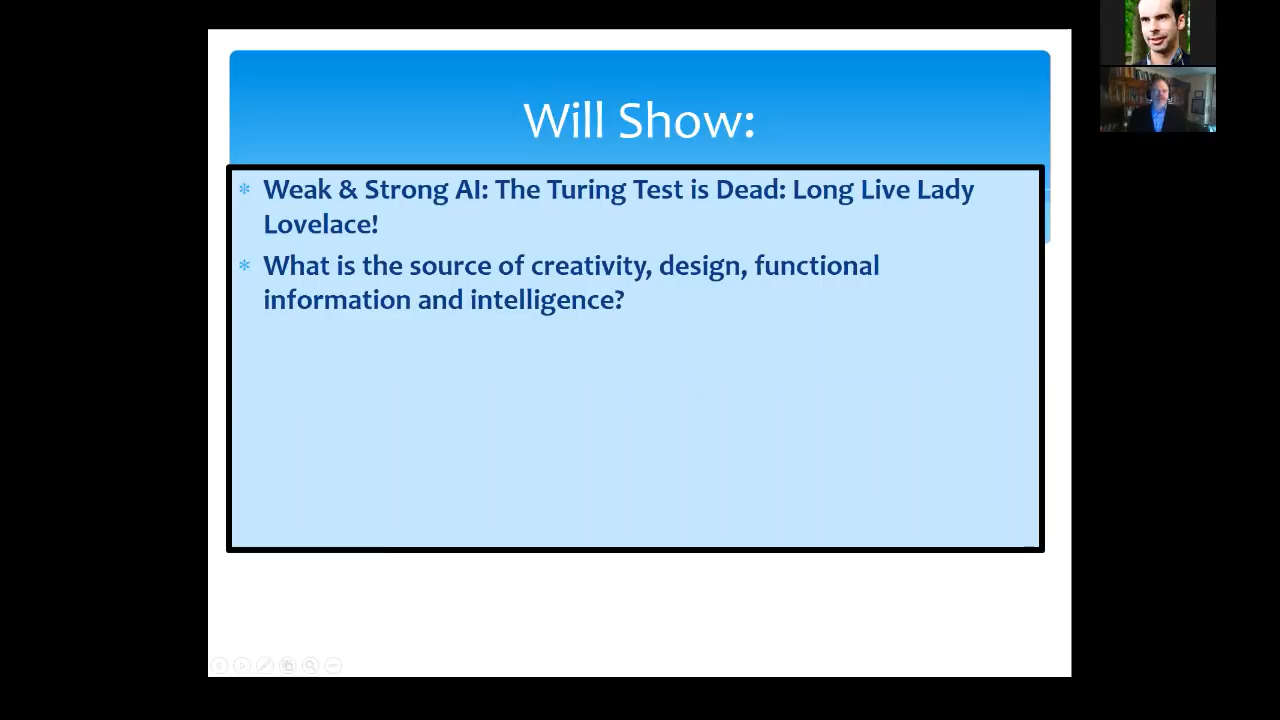 Will Show:
Weak & Strong AI: The Turing Test is Dead: Long Live Lady
Lovelace!
What is the source of creativity, design, functional
information and intelligence?